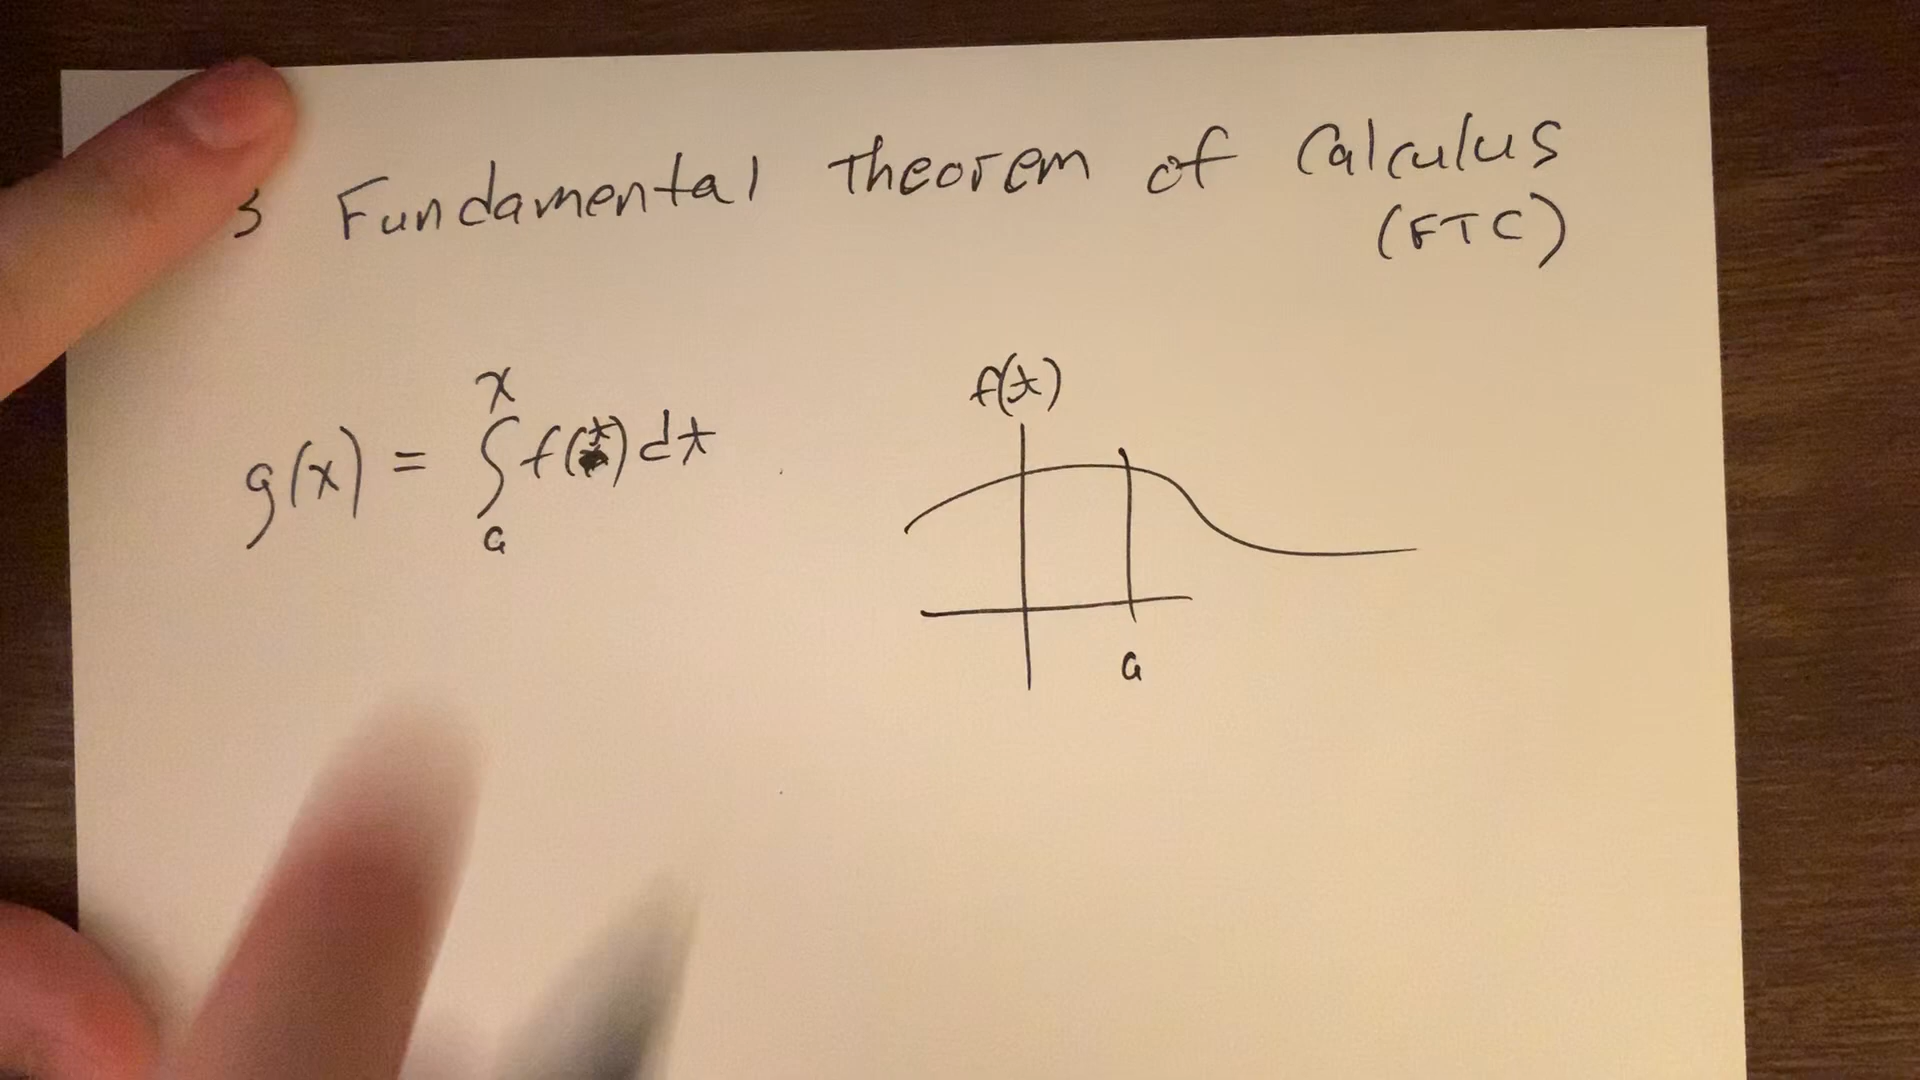 3 Fundamental Theorem of Calculus
(FTC)
g(x) = ∫ₐˣ f(t) dt
f(t)
a